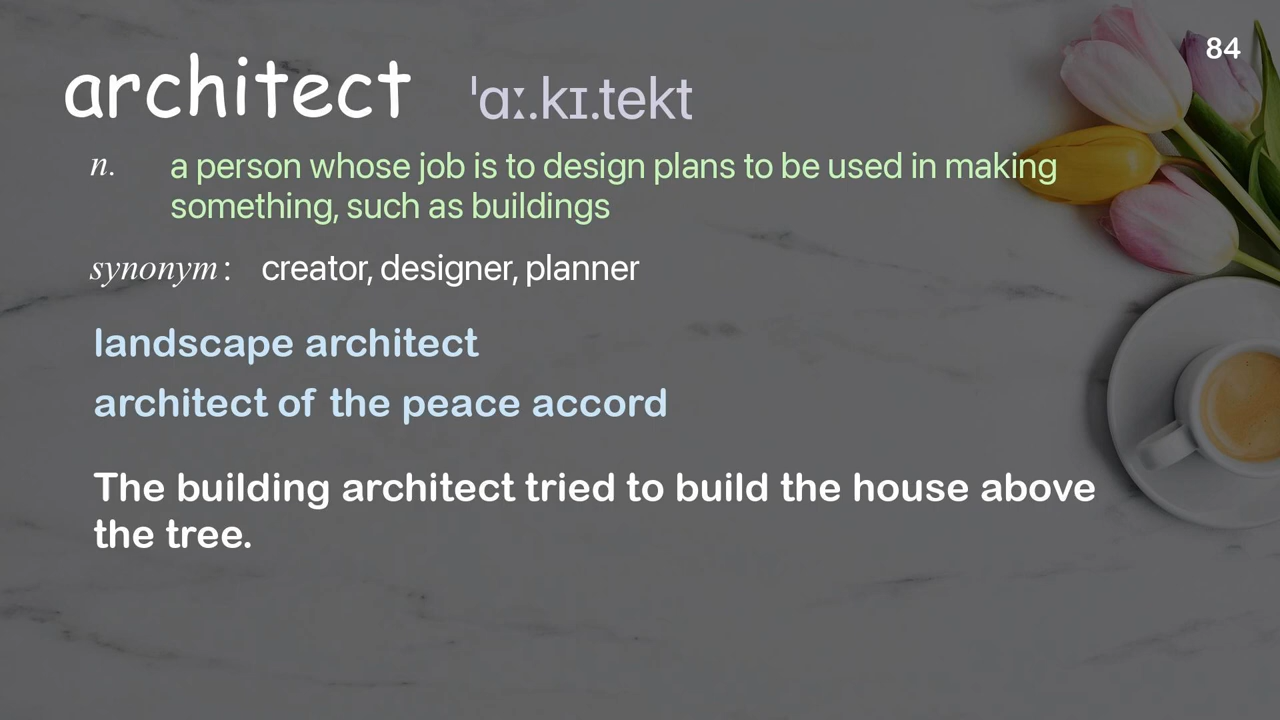 84
architect ˈɑː.kɪ.tekt
n. a person whose job is to design plans to be used in making
something, such as buildings
synonym: creator, designer, planner
landscape architect
architect of the peace accord
The building architect tried to build the house above
the tree.